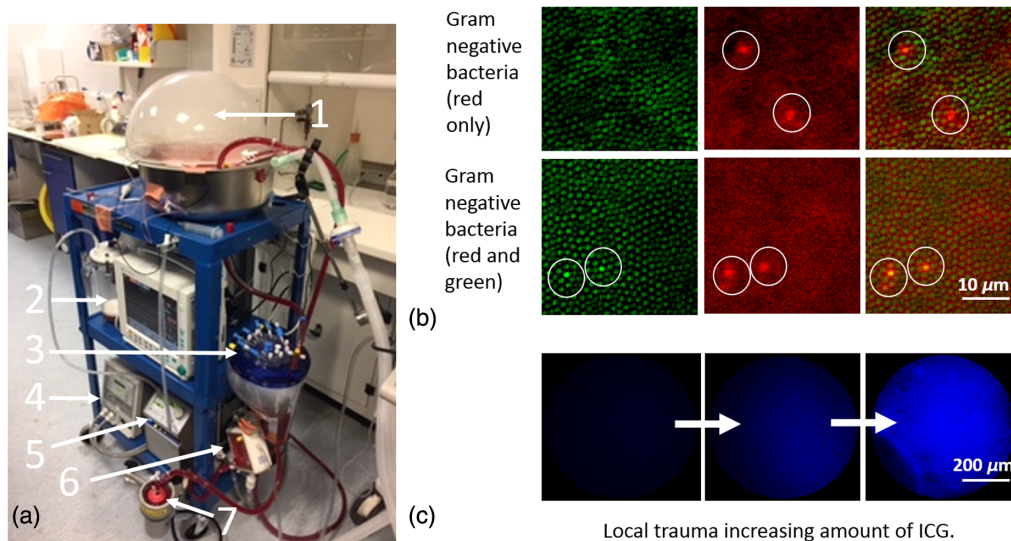 1
2
3
4
5
6
7
(a)
Gram
negative
bacteria
(red
only)
Gram
negative
bacteria
(red and
green)
10 µm
(b)
200 µm
(c)
Local trauma increasing amount of ICG.